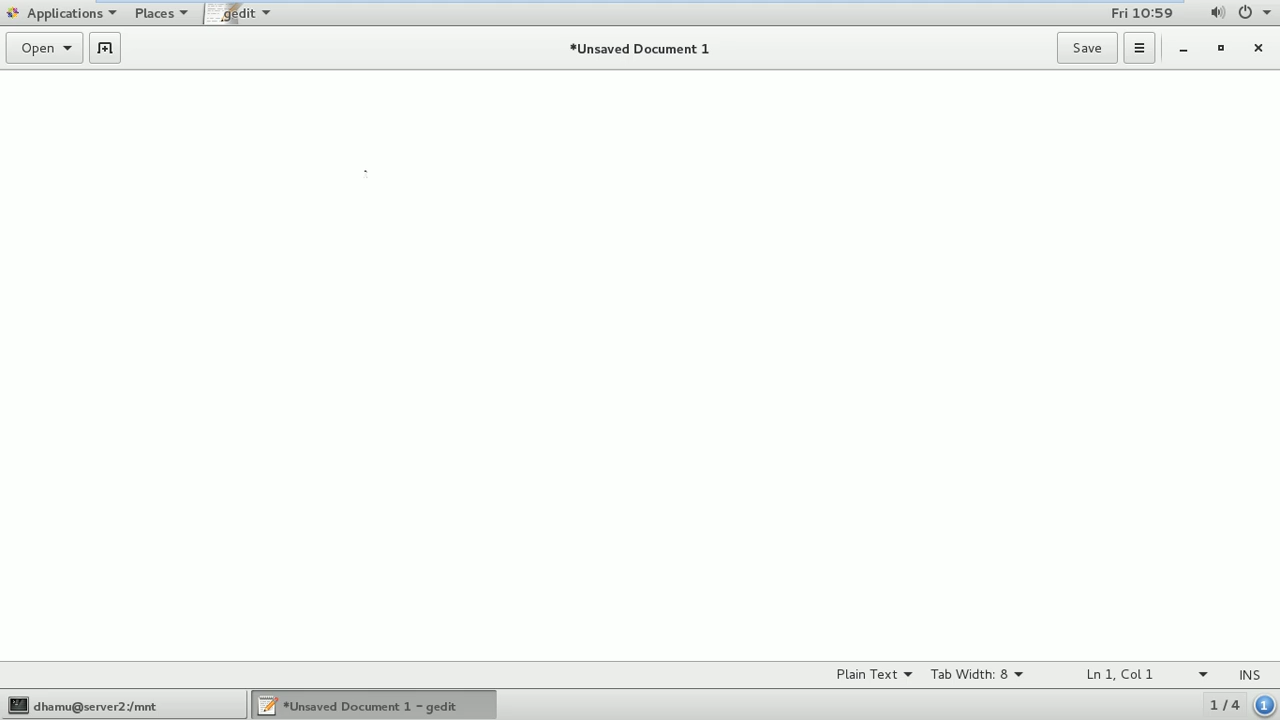 Applications Places gedit Fri 10:59
Open *Unsaved Document 1 Save
Plain Text Tab Width: 8 Ln 1, Col 1 INS
dhamu@server2:/mnt *Unsaved Document 1 - gedit 1 / 4 1